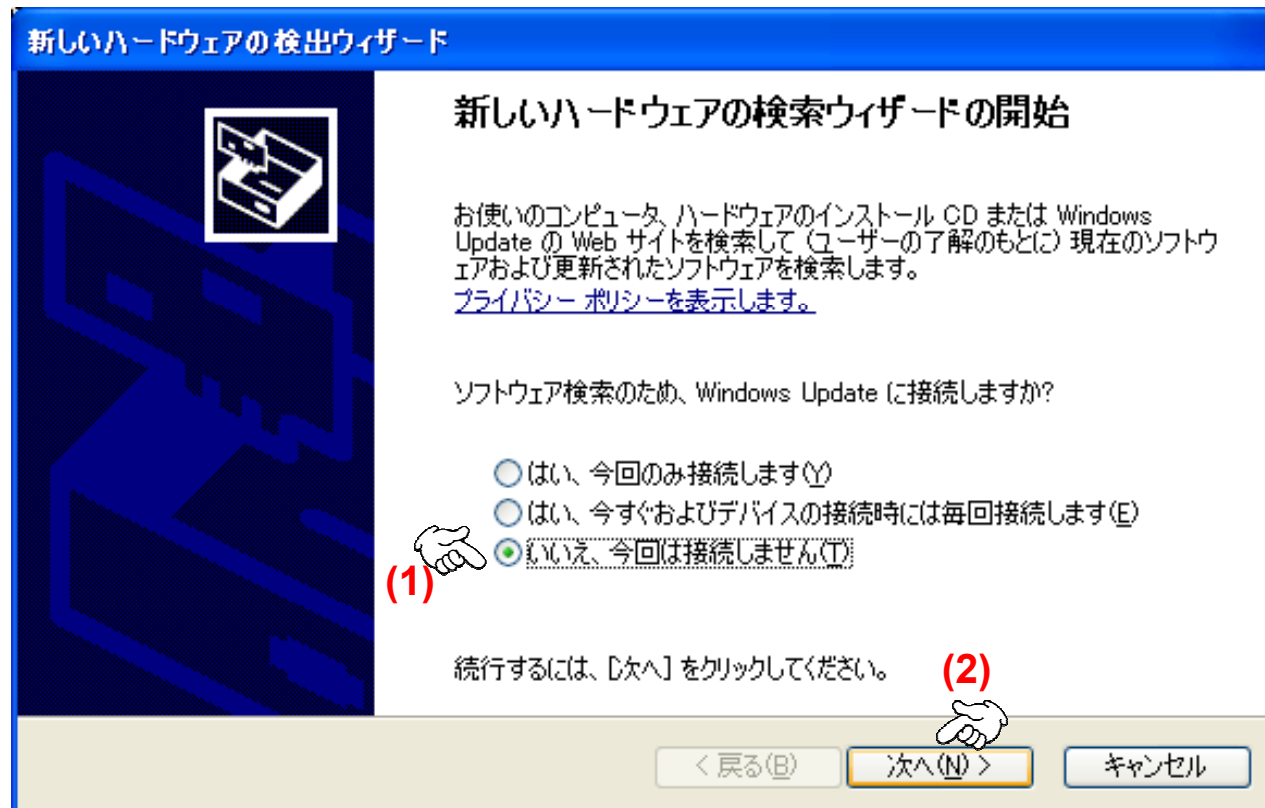 新しいハードウェアの検出ウィザード
新しいハードウェアの検索ウィザードの開始
お使いのコンピュータ、ハードウェアのインストール CD または Windows
Update の Web サイトを検索して (ユーザーの了解のもとに) 現在のソフトウ
ェアおよび更新されたソフトウェアを検索します。
プライバシー ポリシーを表示します。
ソフトウェア検索のため、Windows Update に接続しますか?
はい、今回のみ接続します(Y)
はい、今すぐおよびデバイスの接続時には毎回接続します(E)
(1) いいえ、今回は接続しません(T)
続行するには、[次へ] をクリックしてください。
(2)
< 戻る(B) 次へ(N) > キャンセル